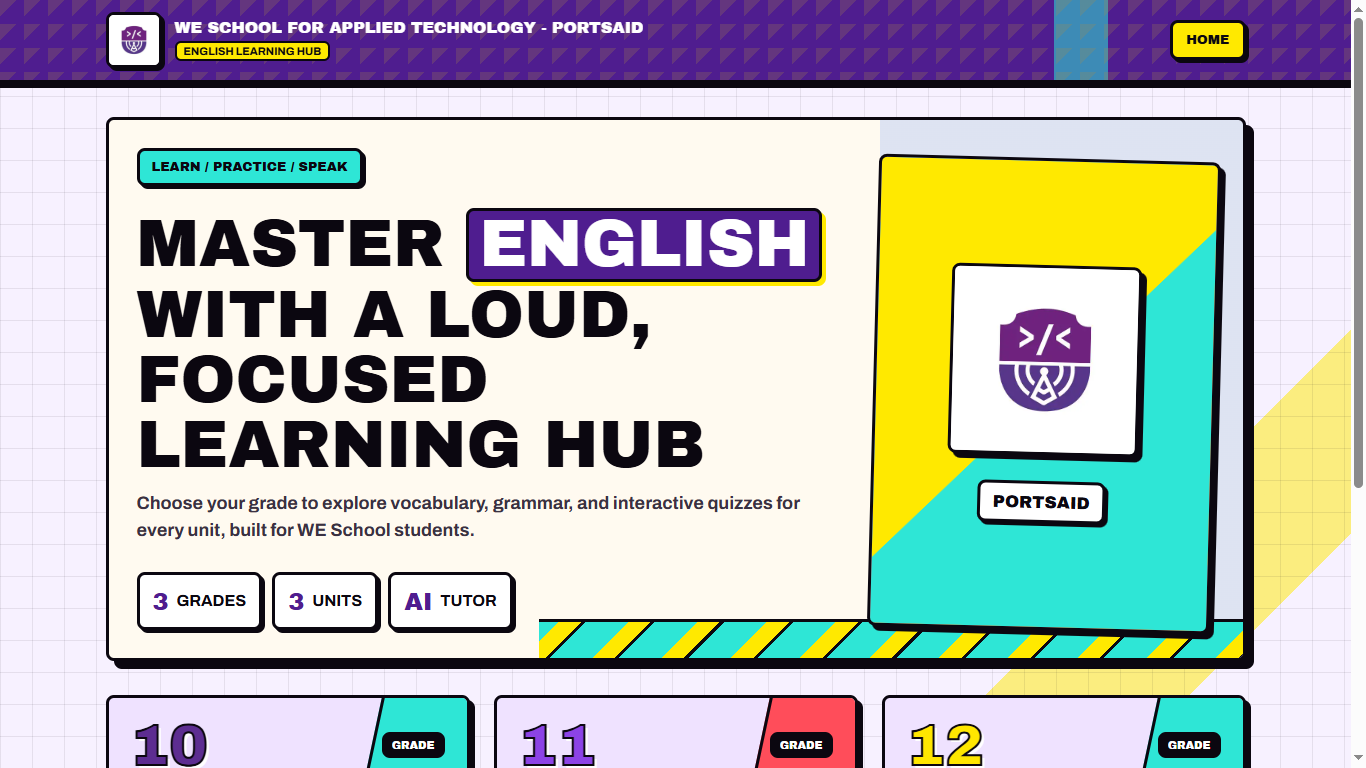 WE SCHOOL FOR APPLIED TECHNOLOGY - PORTSAID
ENGLISH LEARNING HUB
HOME
LEARN / PRACTICE / SPEAK
MASTER ENGLISH
WITH A LOUD,
FOCUSED
LEARNING HUB
Choose your grade to explore vocabulary, grammar, and interactive quizzes for
every unit, built for WE School students.
3 GRADES
3 UNITS
AI TUTOR
>/<
PORTSAID
10
GRADE
11
GRADE
12
GRADE